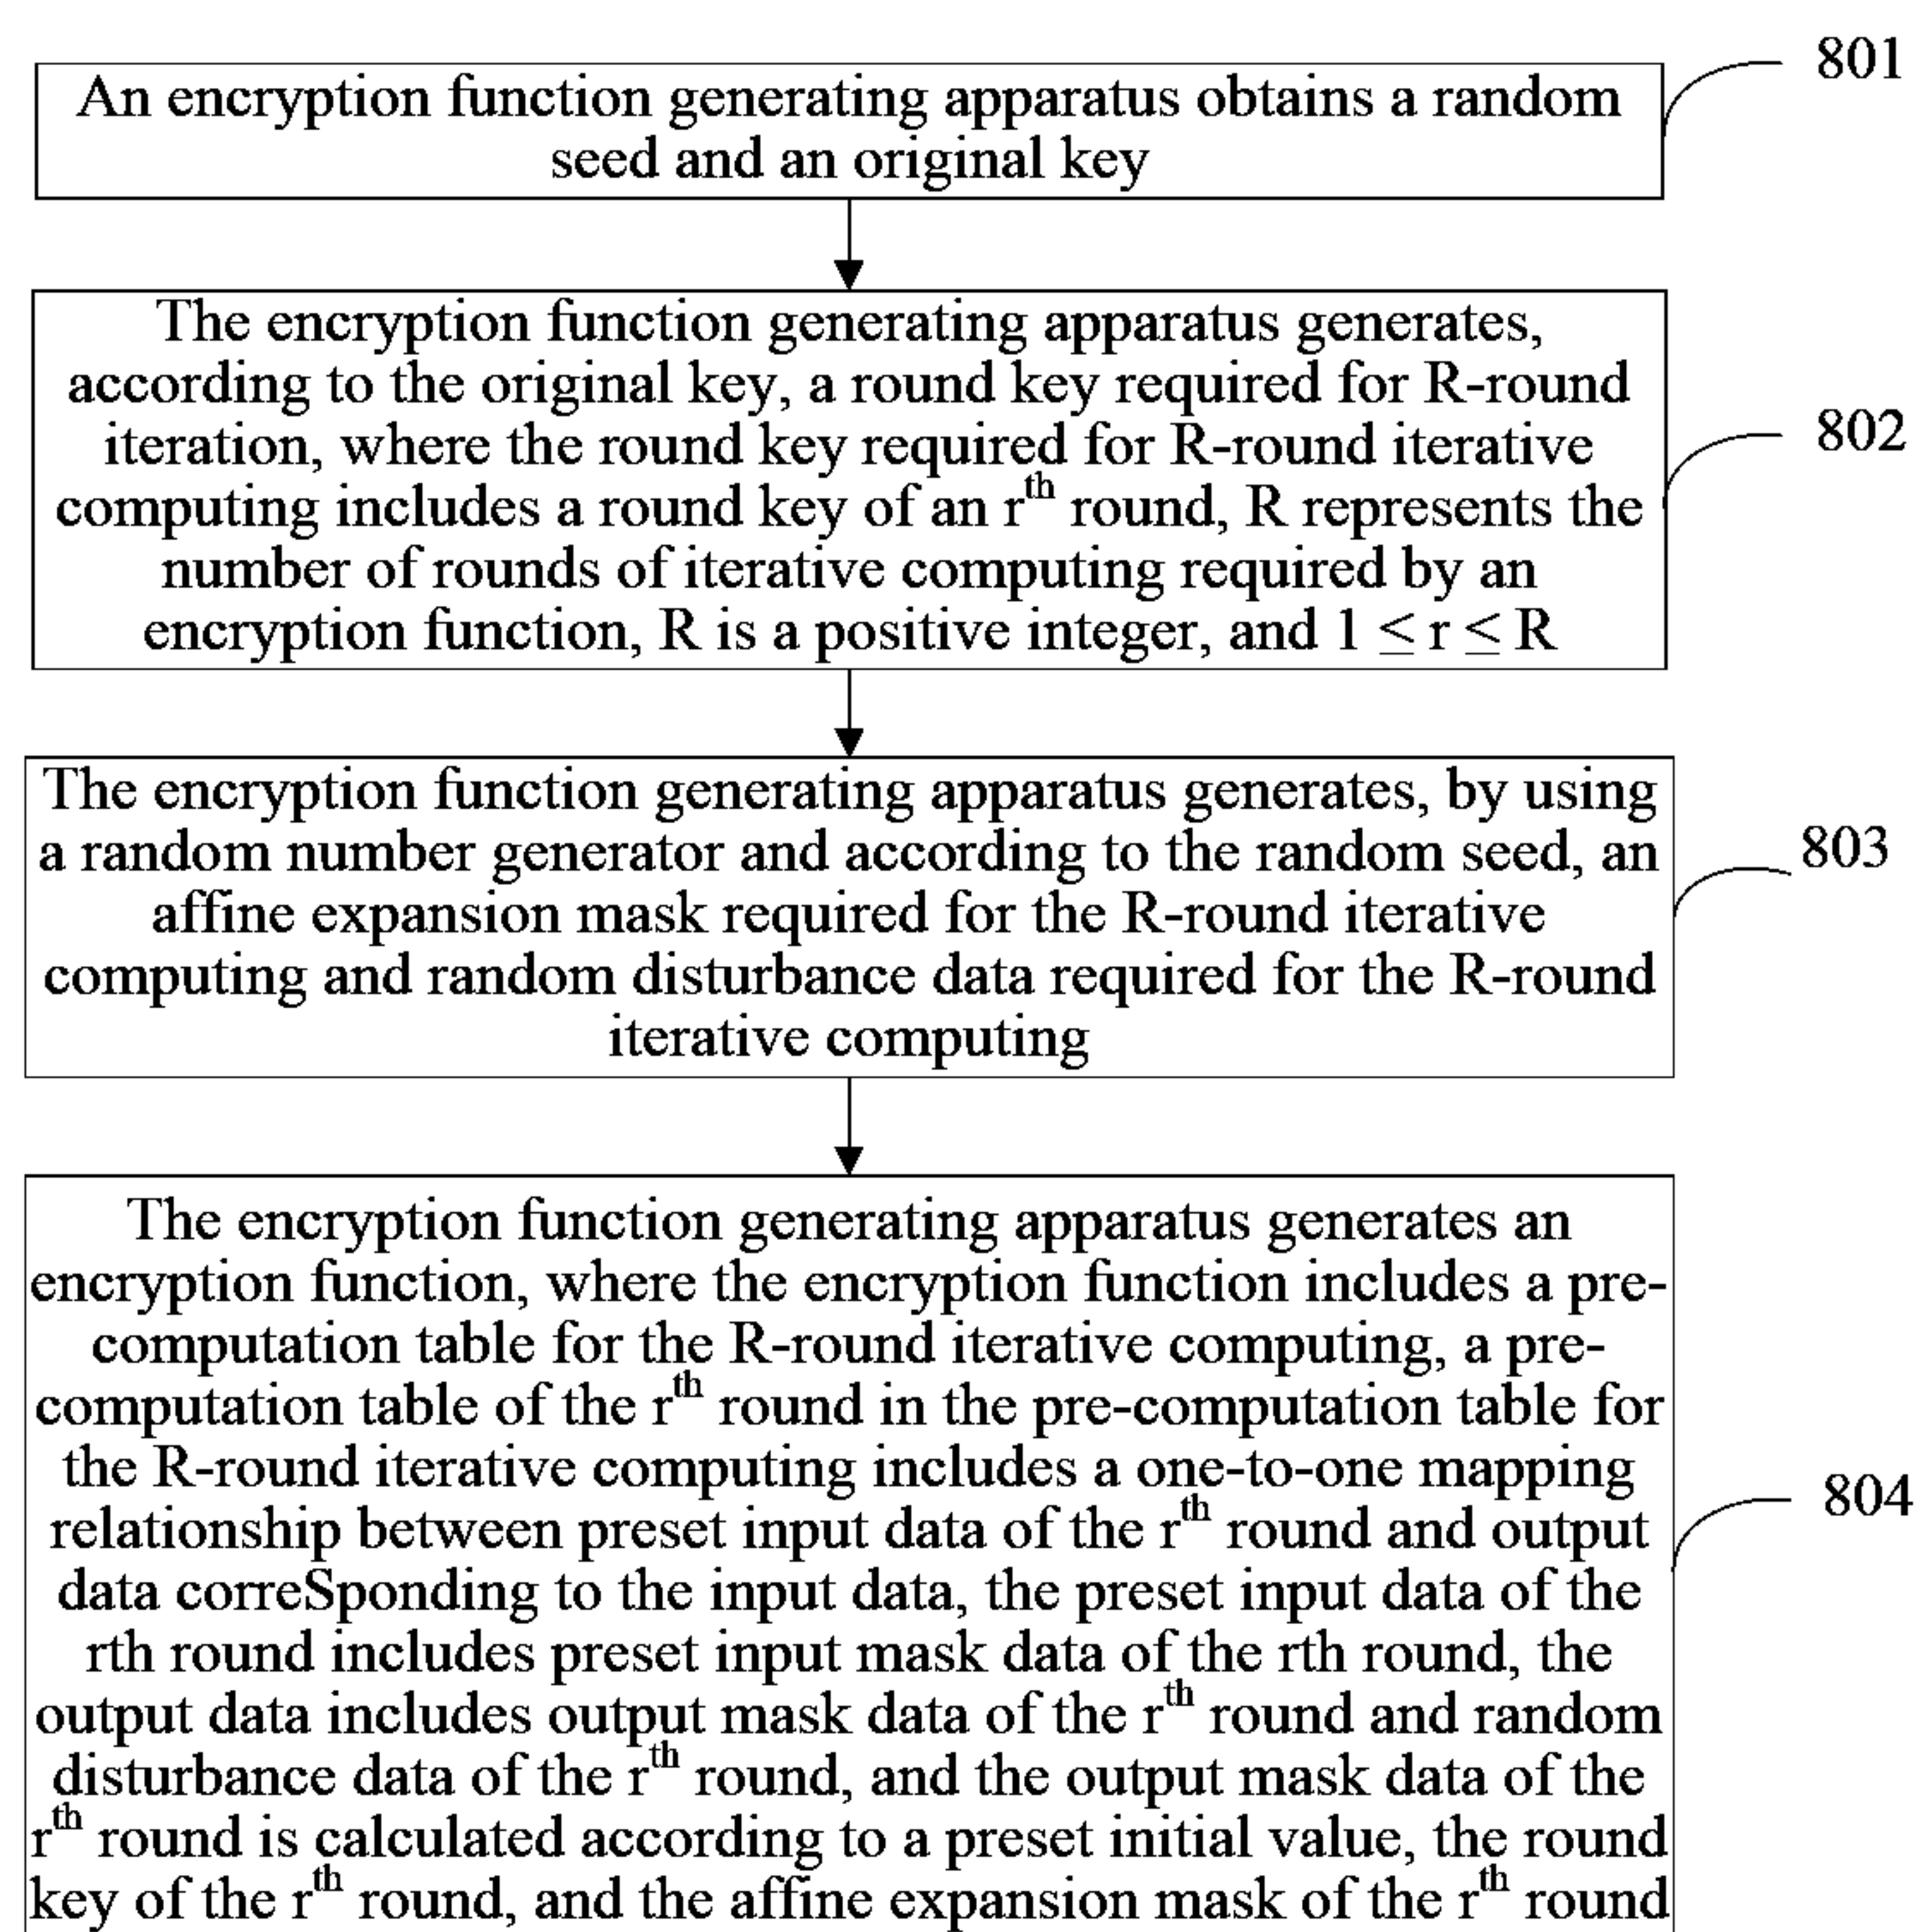 801
An encryption function generating apparatus obtains a random
seed and an original key
The encryption function generating apparatus generates,
according to the original key, a round key required for R-round
802
iteration, where the round key required for R-round iterative
computing includes a round key of an r^th round, R represents the
number of rounds of iterative computing required by an
encryption function, R is a positive integer, and 1 ≤ r ≤ R
The encryption function generating apparatus generates, by using
803
a random number generator and according to the random seed, an
affine expansion mask required for the R-round iterative
computing and random disturbance data required for the R-round
iterative computing
The encryption function generating apparatus generates an
encryption function, where the encryption function includes a pre-
computation table for the R-round iterative computing, a pre-
computation table of the r^th round in the pre-computation table for
the R-round iterative computing includes a one-to-one mapping
804
relationship between preset input data of the r^th round and output
data correSponding to the input data, the preset input data of the
rth round includes preset input mask data of the rth round, the
output data includes output mask data of the r^th round and random
disturbance data of the r^th round, and the output mask data of the
r^th round is calculated according to a preset initial value, the round
key of the r^th round, and the affine expansion mask of the r^th round